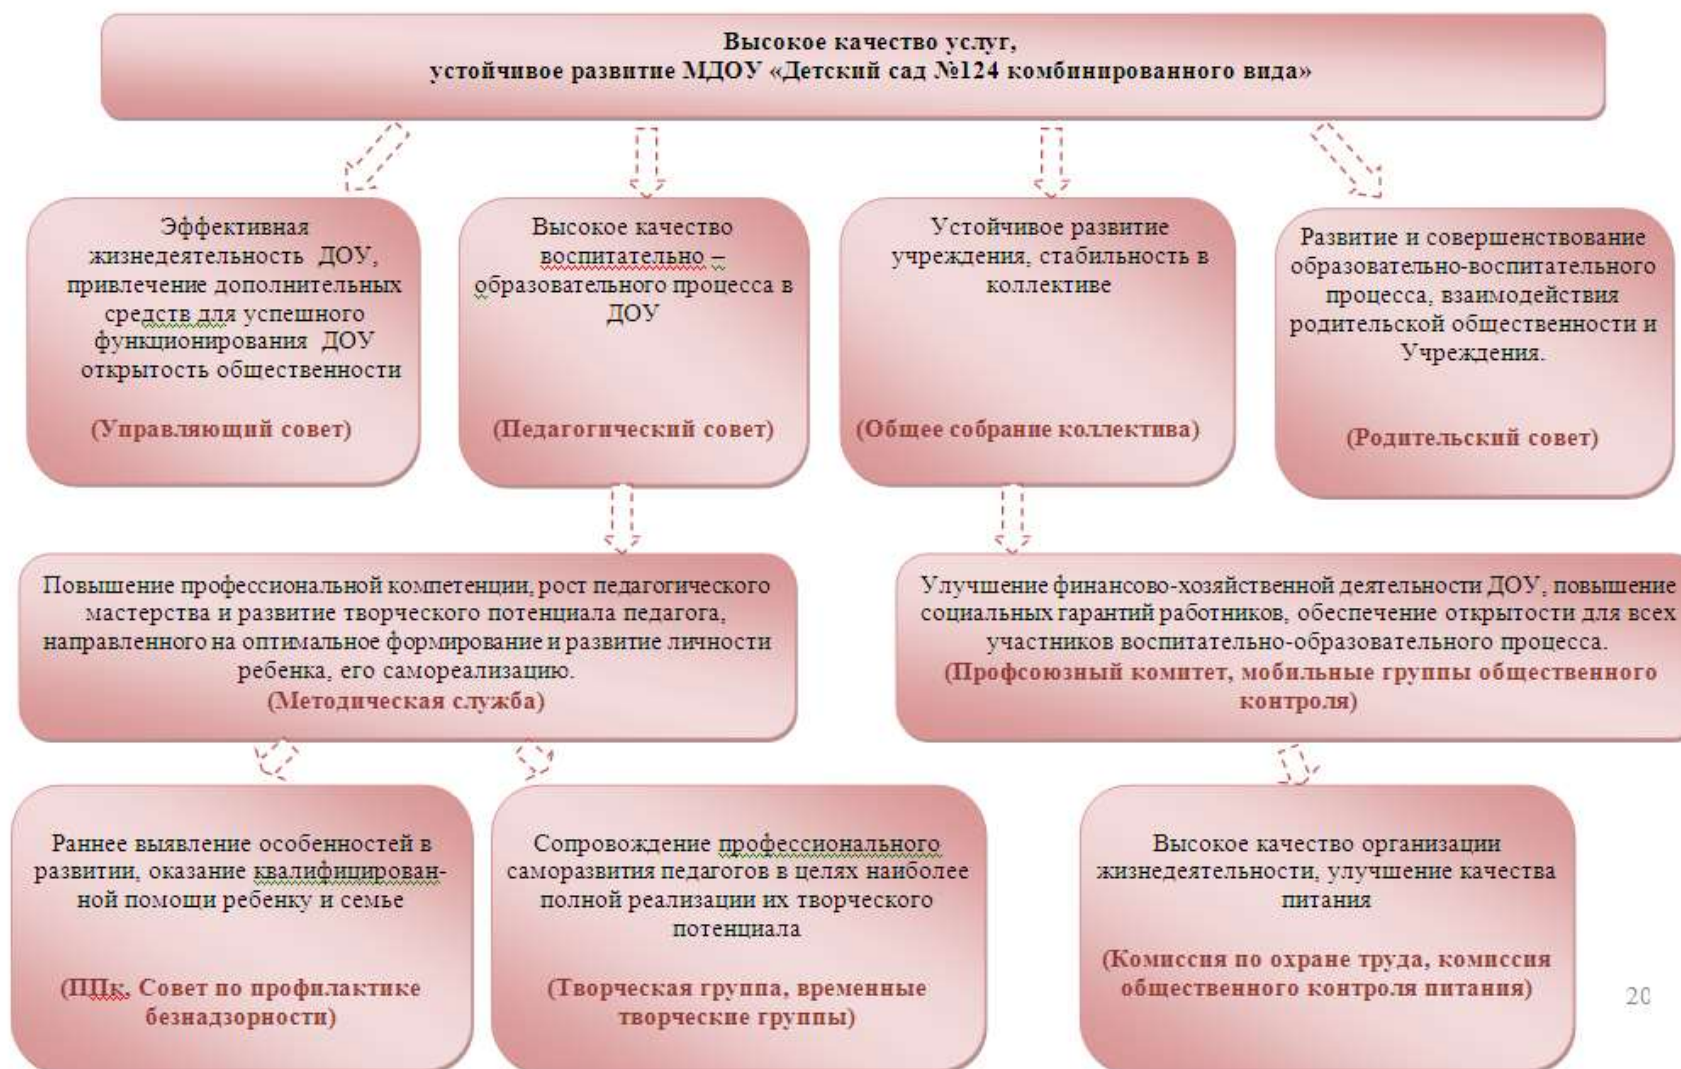 Высокое качество услуг,
устойчивое развитие МДОУ «Детский сад №124 комбинированного вида»
Эффективная
жизнедеятельность ДОУ,
привлечение дополнительных
средств для успешного
функционирования ДОУ
открытость общественности
(Управляющий совет)
Высокое качество
воспитательно –
образовательного процесса в
ДОУ
(Педагогический совет)
Устойчивое развитие
учреждения, стабильность в
коллективе
(Общее собрание коллектива)
Развитие и совершенствование
образовательно-воспитательного
процесса, взаимодействия
родительской общественности и
Учреждения.
(Родительский совет)
Повышение профессиональной компетенции, рост педагогического
мастерства и развитие творческого потенциала педагога,
направленного на оптимальное формирование и развитие личности
ребенка, его самореализацию.
(Методическая служба)
Улучшение финансово-хозяйственной деятельности ДОУ, повышение
социальных гарантий работников, обеспечение открытости для всех
участников воспитательно-образовательного процесса.
(Профсоюзный комитет, мобильные группы общественного
контроля)
Раннее выявление особенностей в
развитии, оказание квалифицирован-
ной помощи ребенку и семье
(ППк, Совет по профилактике
безнадзорности)
Сопровождение профессионального
саморазвития педагогов в целях наиболее
полной реализации их творческого
потенциала
(Творческая группа, временные
творческие группы)
Высокое качество организации
жизнедеятельности, улучшение качества
питания
(Комиссия по охране труда, комиссия
общественного контроля питания)
20